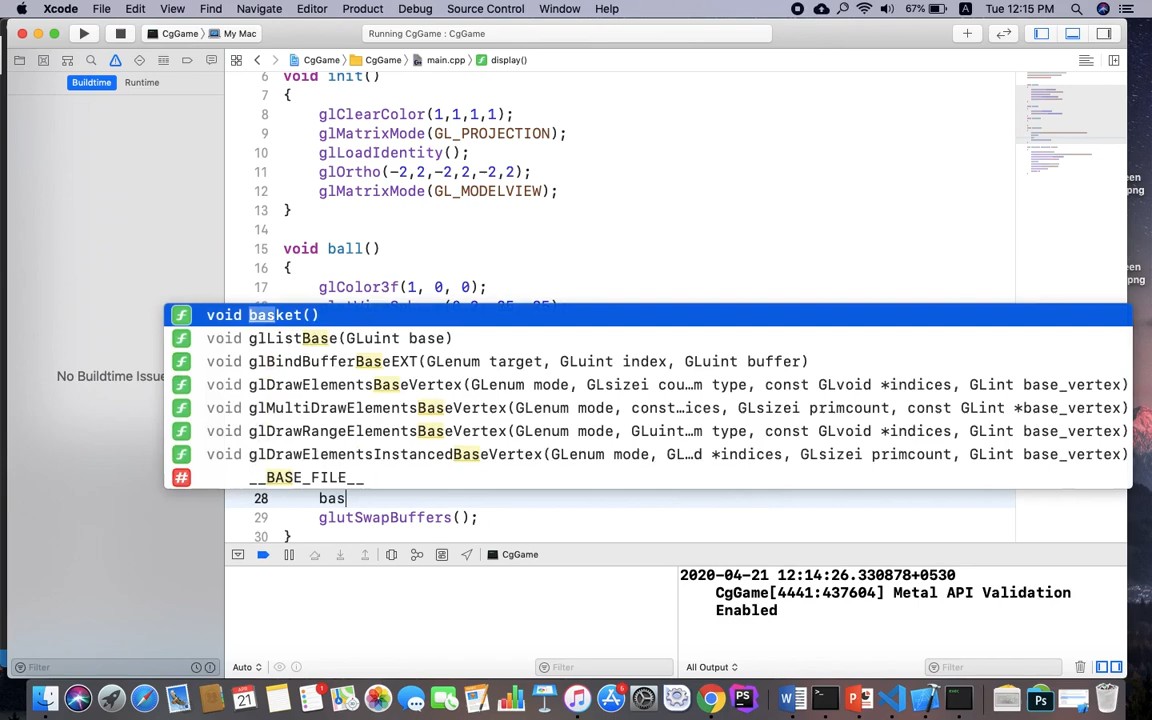 Xcode File Edit View Find Navigate Editor Product Debug Source Control Window Help 67% A Tue 12:15 PM
CgGame My Mac Running CgGame : CgGame
CgGame CgGame main.cpp display()
Buildtime Runtime
No Buildtime Issue
6 void init()
7 {
8 glClearColor(1,1,1,1);
9 glMatrixMode(GL_PROJECTION);
10 glLoadIdentity();
11 glOrtho(-2,2,-2,2,-2,2);
12 glMatrixMode(GL_MODELVIEW);
13 }
14
15 void ball()
16 {
17 glColor3f(1, 0, 0);
void basket()
void glListBase(GLuint base)
void glBindBufferBaseEXT(GLenum target, GLuint index, GLuint buffer)
void glDrawElementsBaseVertex(GLenum mode, GLsizei cou…m type, const GLvoid *indices, GLint base_vertex)
void glMultiDrawElementsBaseVertex(GLenum mode, const…ices, GLsizei primcount, const GLint *base_vertex)
void glDrawRangeElementsBaseVertex(GLenum mode, GLuint…m type, const GLvoid *indices, GLint base_vertex)
void glDrawElementsInstancedBaseVertex(GLenum mode, GL…d *indices, GLsizei primcount, GLint base_vertex)
# __BASE_FILE__
28 bas
29 glutSwapBuffers();
30 }
CgGame
2020-04-21 12:14:26.330878+0530
CgGame[4441:437604] Metal API Validation
Enabled
Filter Auto Filter All Output Filter
een
png
een
png